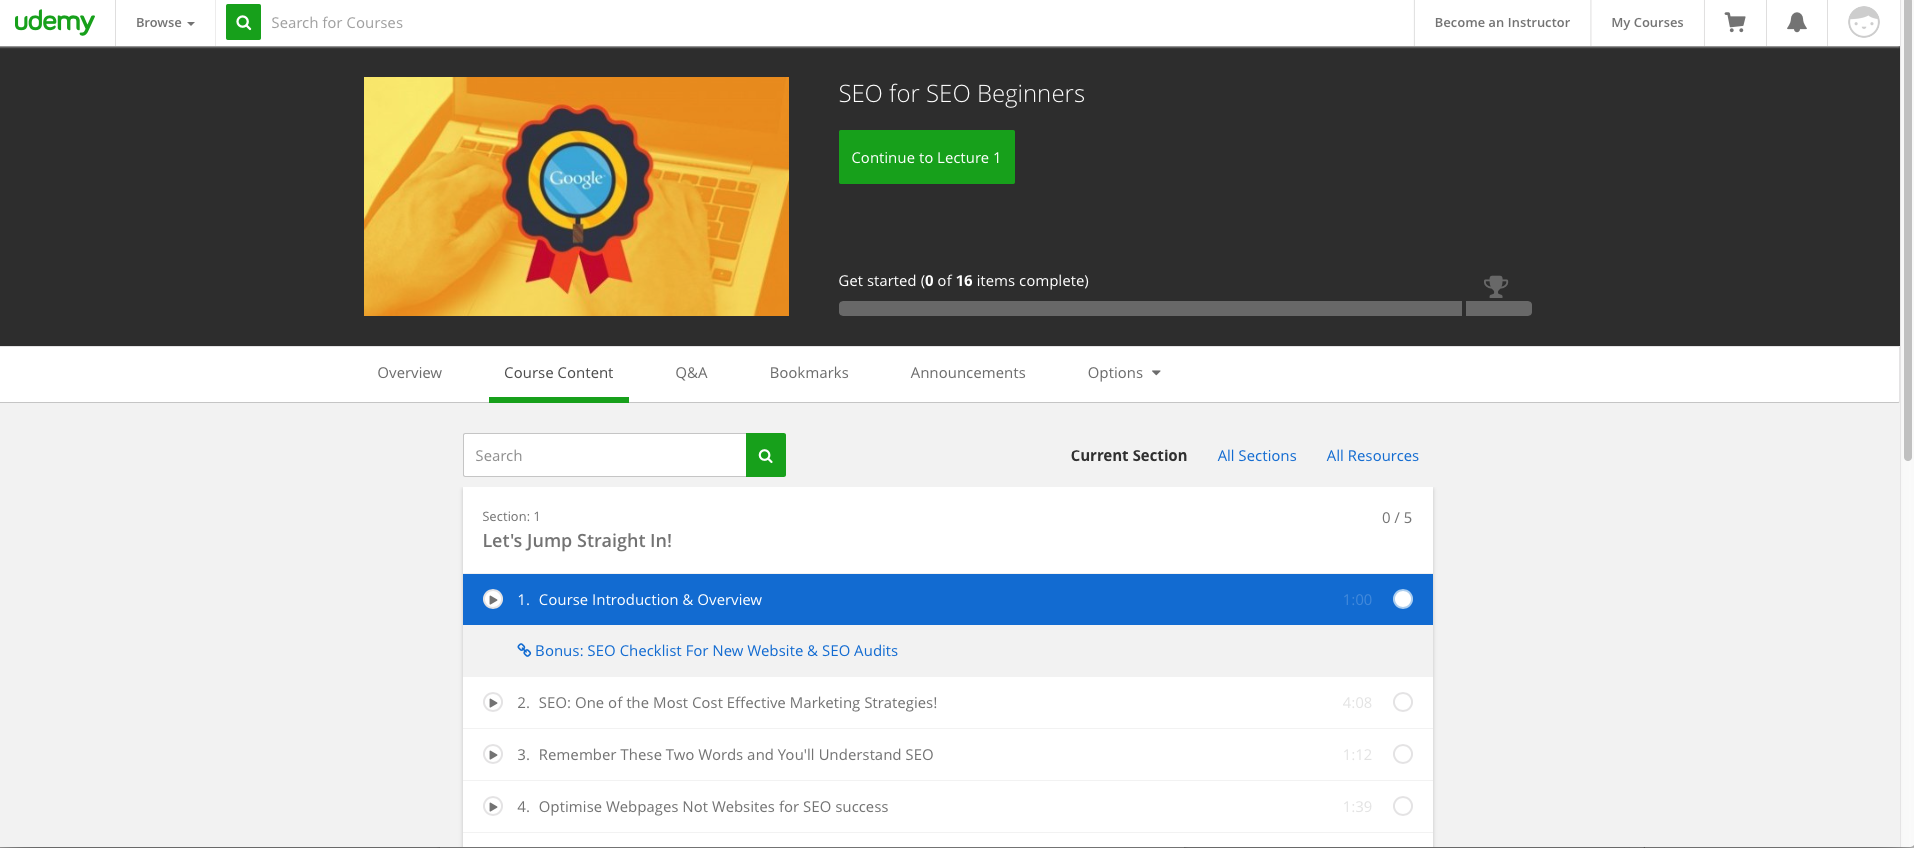 udemy
Browse
Search for Courses
Become an Instructor
My Courses
Google
SEO for SEO Beginners
Continue to Lecture 1
Get started (0 of 16 items complete)
Overview
Course Content
Q&A
Bookmarks
Announcements
Options
Search
Current Section
All Sections
All Resources
Section: 1
0 / 5
Let's Jump Straight In!
1. Course Introduction & Overview 1:00
Bonus: SEO Checklist For New Website & SEO Audits
2. SEO: One of the Most Cost Effective Marketing Strategies! 4:08
3. Remember These Two Words and You'll Understand SEO 1:12
4. Optimise Webpages Not Websites for SEO success 1:39